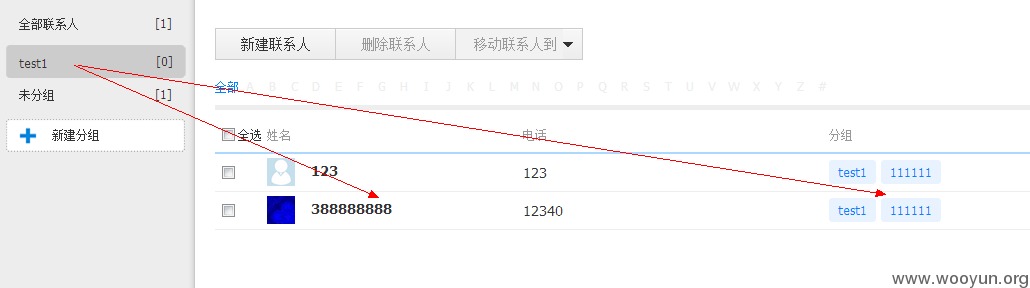 全部联系人 [1]
test1 [0]
未分组 [1]
新建分组
新建联系人 删除联系人 移动联系人到
全部 A B C D E F G H I J K L M N O P Q R S T U V W X Y Z #
全选 姓名 电话 分组
123 123 test1 111111
388888888 12340 test1 111111
www.wooyun.org